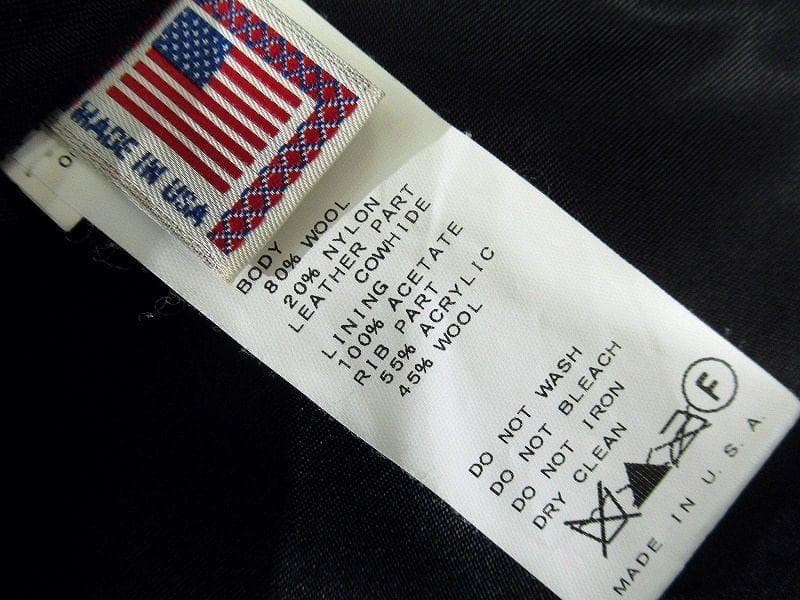 MADE IN USA
BODY
80% WOOL
20% NYLON
LEATHER PART
COWHIDE
LINING
100% ACETATE
RIB PART
55% ACRYLIC
45% WOOL
DO NOT WASH
DO NOT BLEACH
DO NOT IRON
DRY CLEAN
F
MADE IN U.S.A.